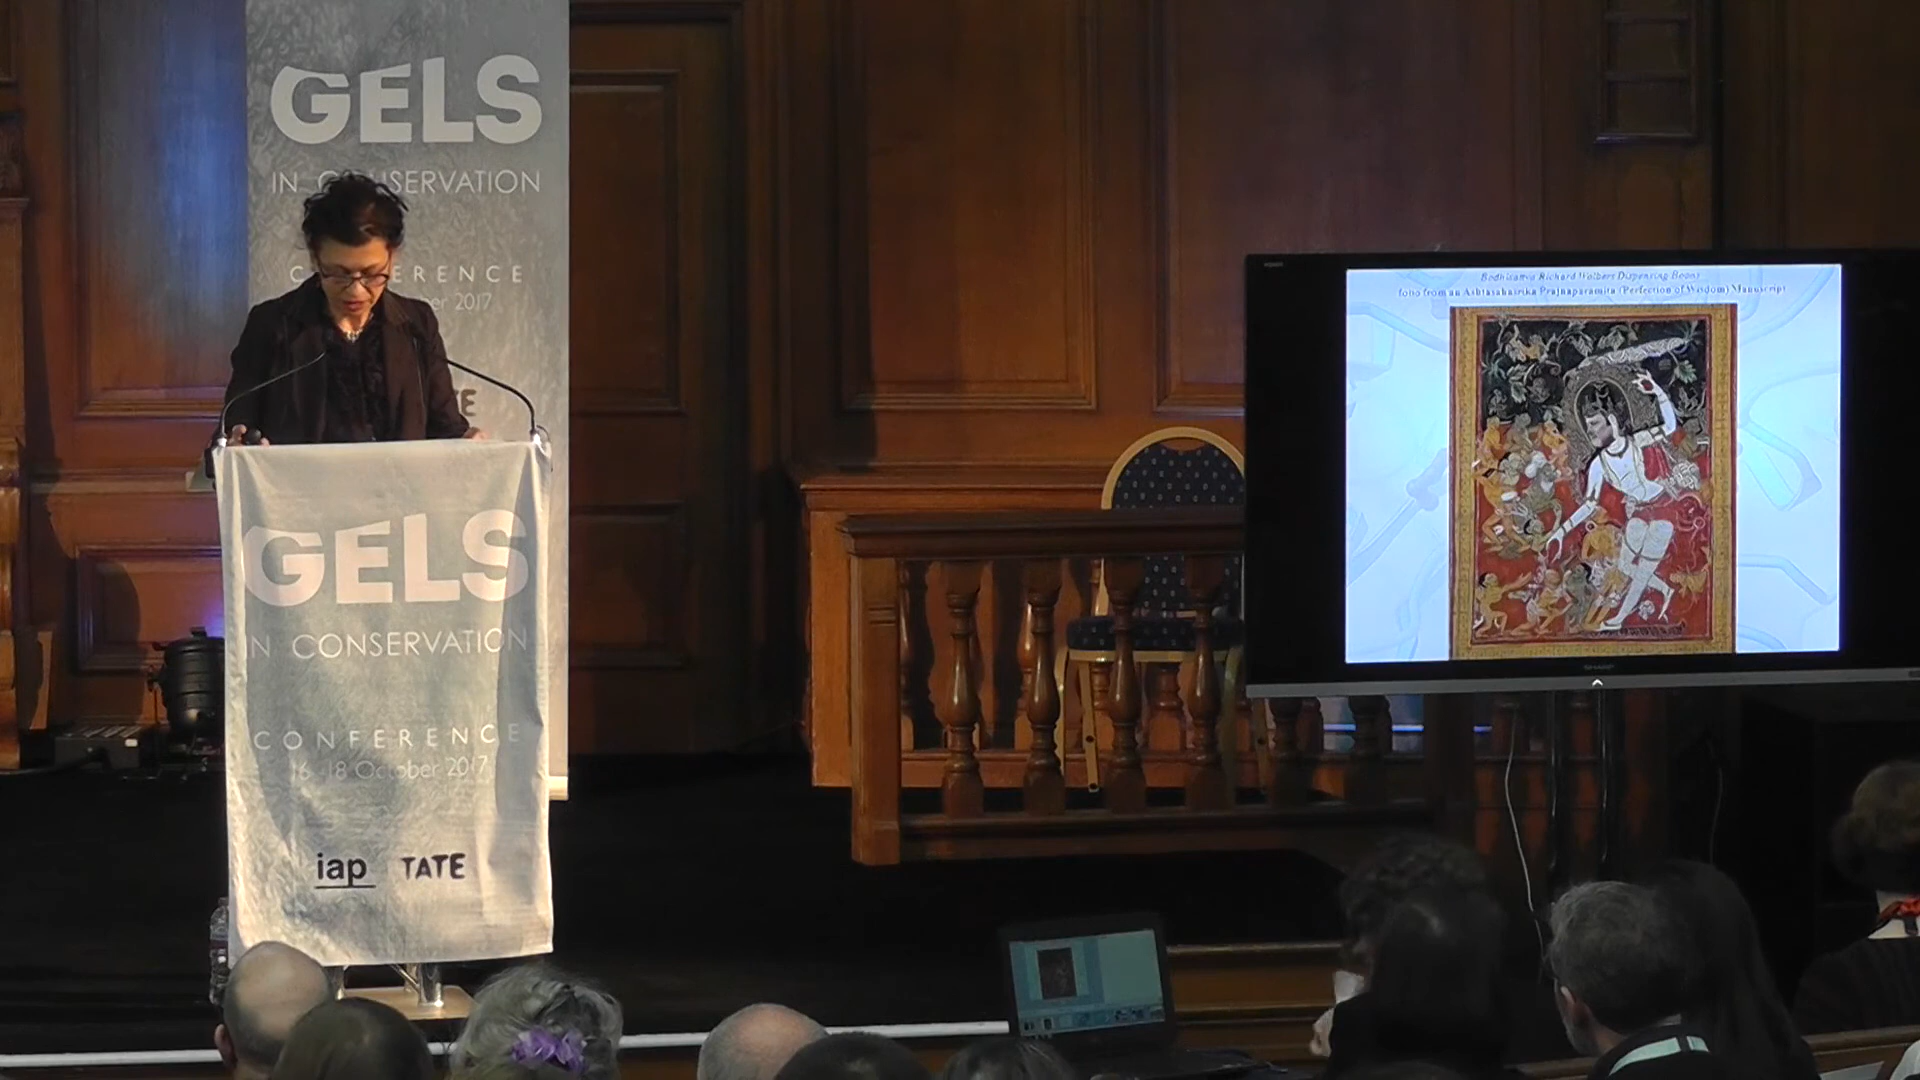 GELS
IN CONSERVATION
CONFERENCE
2017
GELS
IN CONSERVATION
CONFERENCE
16-18 October 2017
iap TATE
Bodhisattva Richard Wolbers Dispensing Boons
folio from an Ashtasahasrika Prajnaparamita (Perfection of Wisdom) Manuscript
SHARP